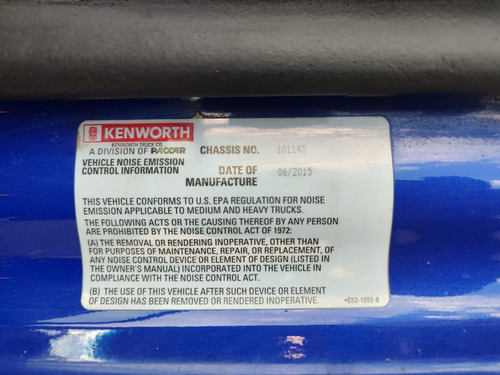 KENWORTH
KENWORTH TRUCK CO.
A DIVISION OF PACCAR
CHASSIS NO.
VEHICLE NOISE EMISSION
CONTROL INFORMATION
DATE OF
MANUFACTURE
06/2015
THIS VEHICLE CONFORMS TO U.S. EPA REGULATION FOR NOISE
EMISSION APPLICABLE TO MEDIUM AND HEAVY TRUCKS.
THE FOLLOWING ACTS OR THE CAUSING THEREOF BY ANY PERSON
ARE PROHIBITED BY THE NOISE CONTROL ACT OF 1972:
(A) THE REMOVAL OR RENDERING INOPERATIVE, OTHER THAN
FOR PURPOSES OF MAINTENANCE, REPAIR, OR REPLACEMENT, OF
ANY NOISE CONTROL DEVICE OR ELEMENT OF DESIGN (LISTED IN
THE OWNER'S MANUAL) INCORPORATED INTO THE VEHICLE IN
COMPLIANCE WITH THE NOISE CONTROL ACT.
(B) THE USE OF THIS VEHICLE AFTER SUCH DEVICE OR ELEMENT
OF DESIGN HAS BEEN REMOVED OR RENDERED INOPERATIVE.